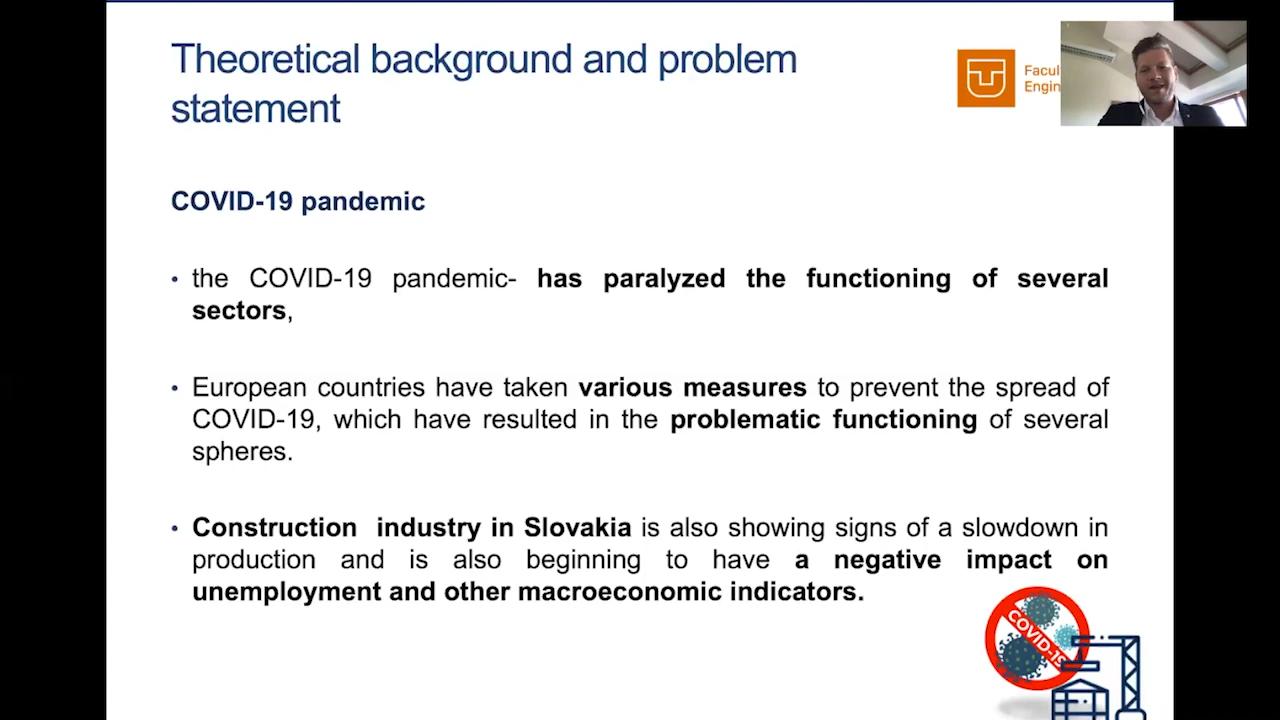 Theoretical background and problem
statement
Facul
Engin
COVID-19 pandemic
• the COVID-19 pandemic- has paralyzed the functioning of several
sectors,
• European countries have taken various measures to prevent the spread of
COVID-19, which have resulted in the problematic functioning of several
spheres.
• Construction industry in Slovakia is also showing signs of a slowdown in
production and is also beginning to have a negative impact on
unemployment and other macroeconomic indicators.
COVID-19